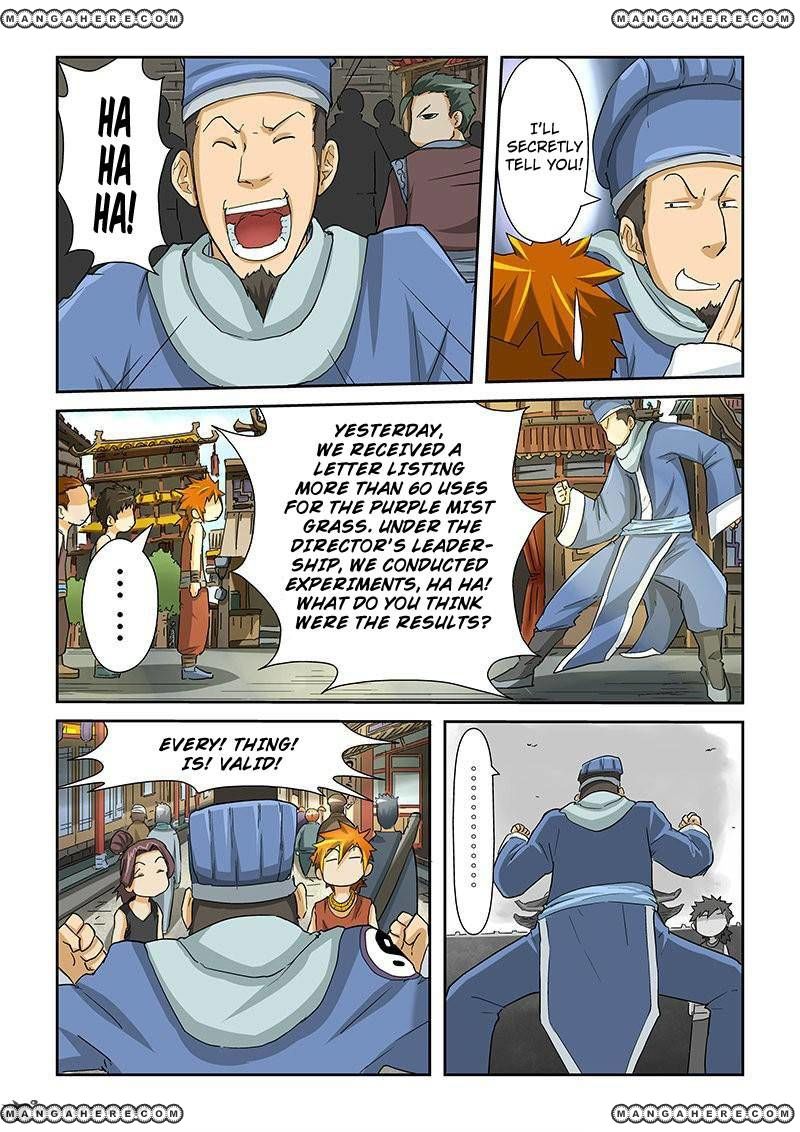 MANGAHERE.COM
MANGAHERE.COM
HA
HA
HA!
I'LL
SECRETLY
TELL YOU!
YESTERDAY,
WE RECEIVED A
LETTER LISTING
MORE THAN 60 USES
FOR THE PURPLE MIST
GRASS. UNDER THE
DIRECTOR'S LEADER-
SHIP, WE CONDUCTED
EXPERIMENTS, HA HA!
WHAT DO YOU THINK
WERE THE RESULTS?
......
EVERY! THING!
IS! VALID!
............
MANGAHERE.COM
MANGAHERE.COM